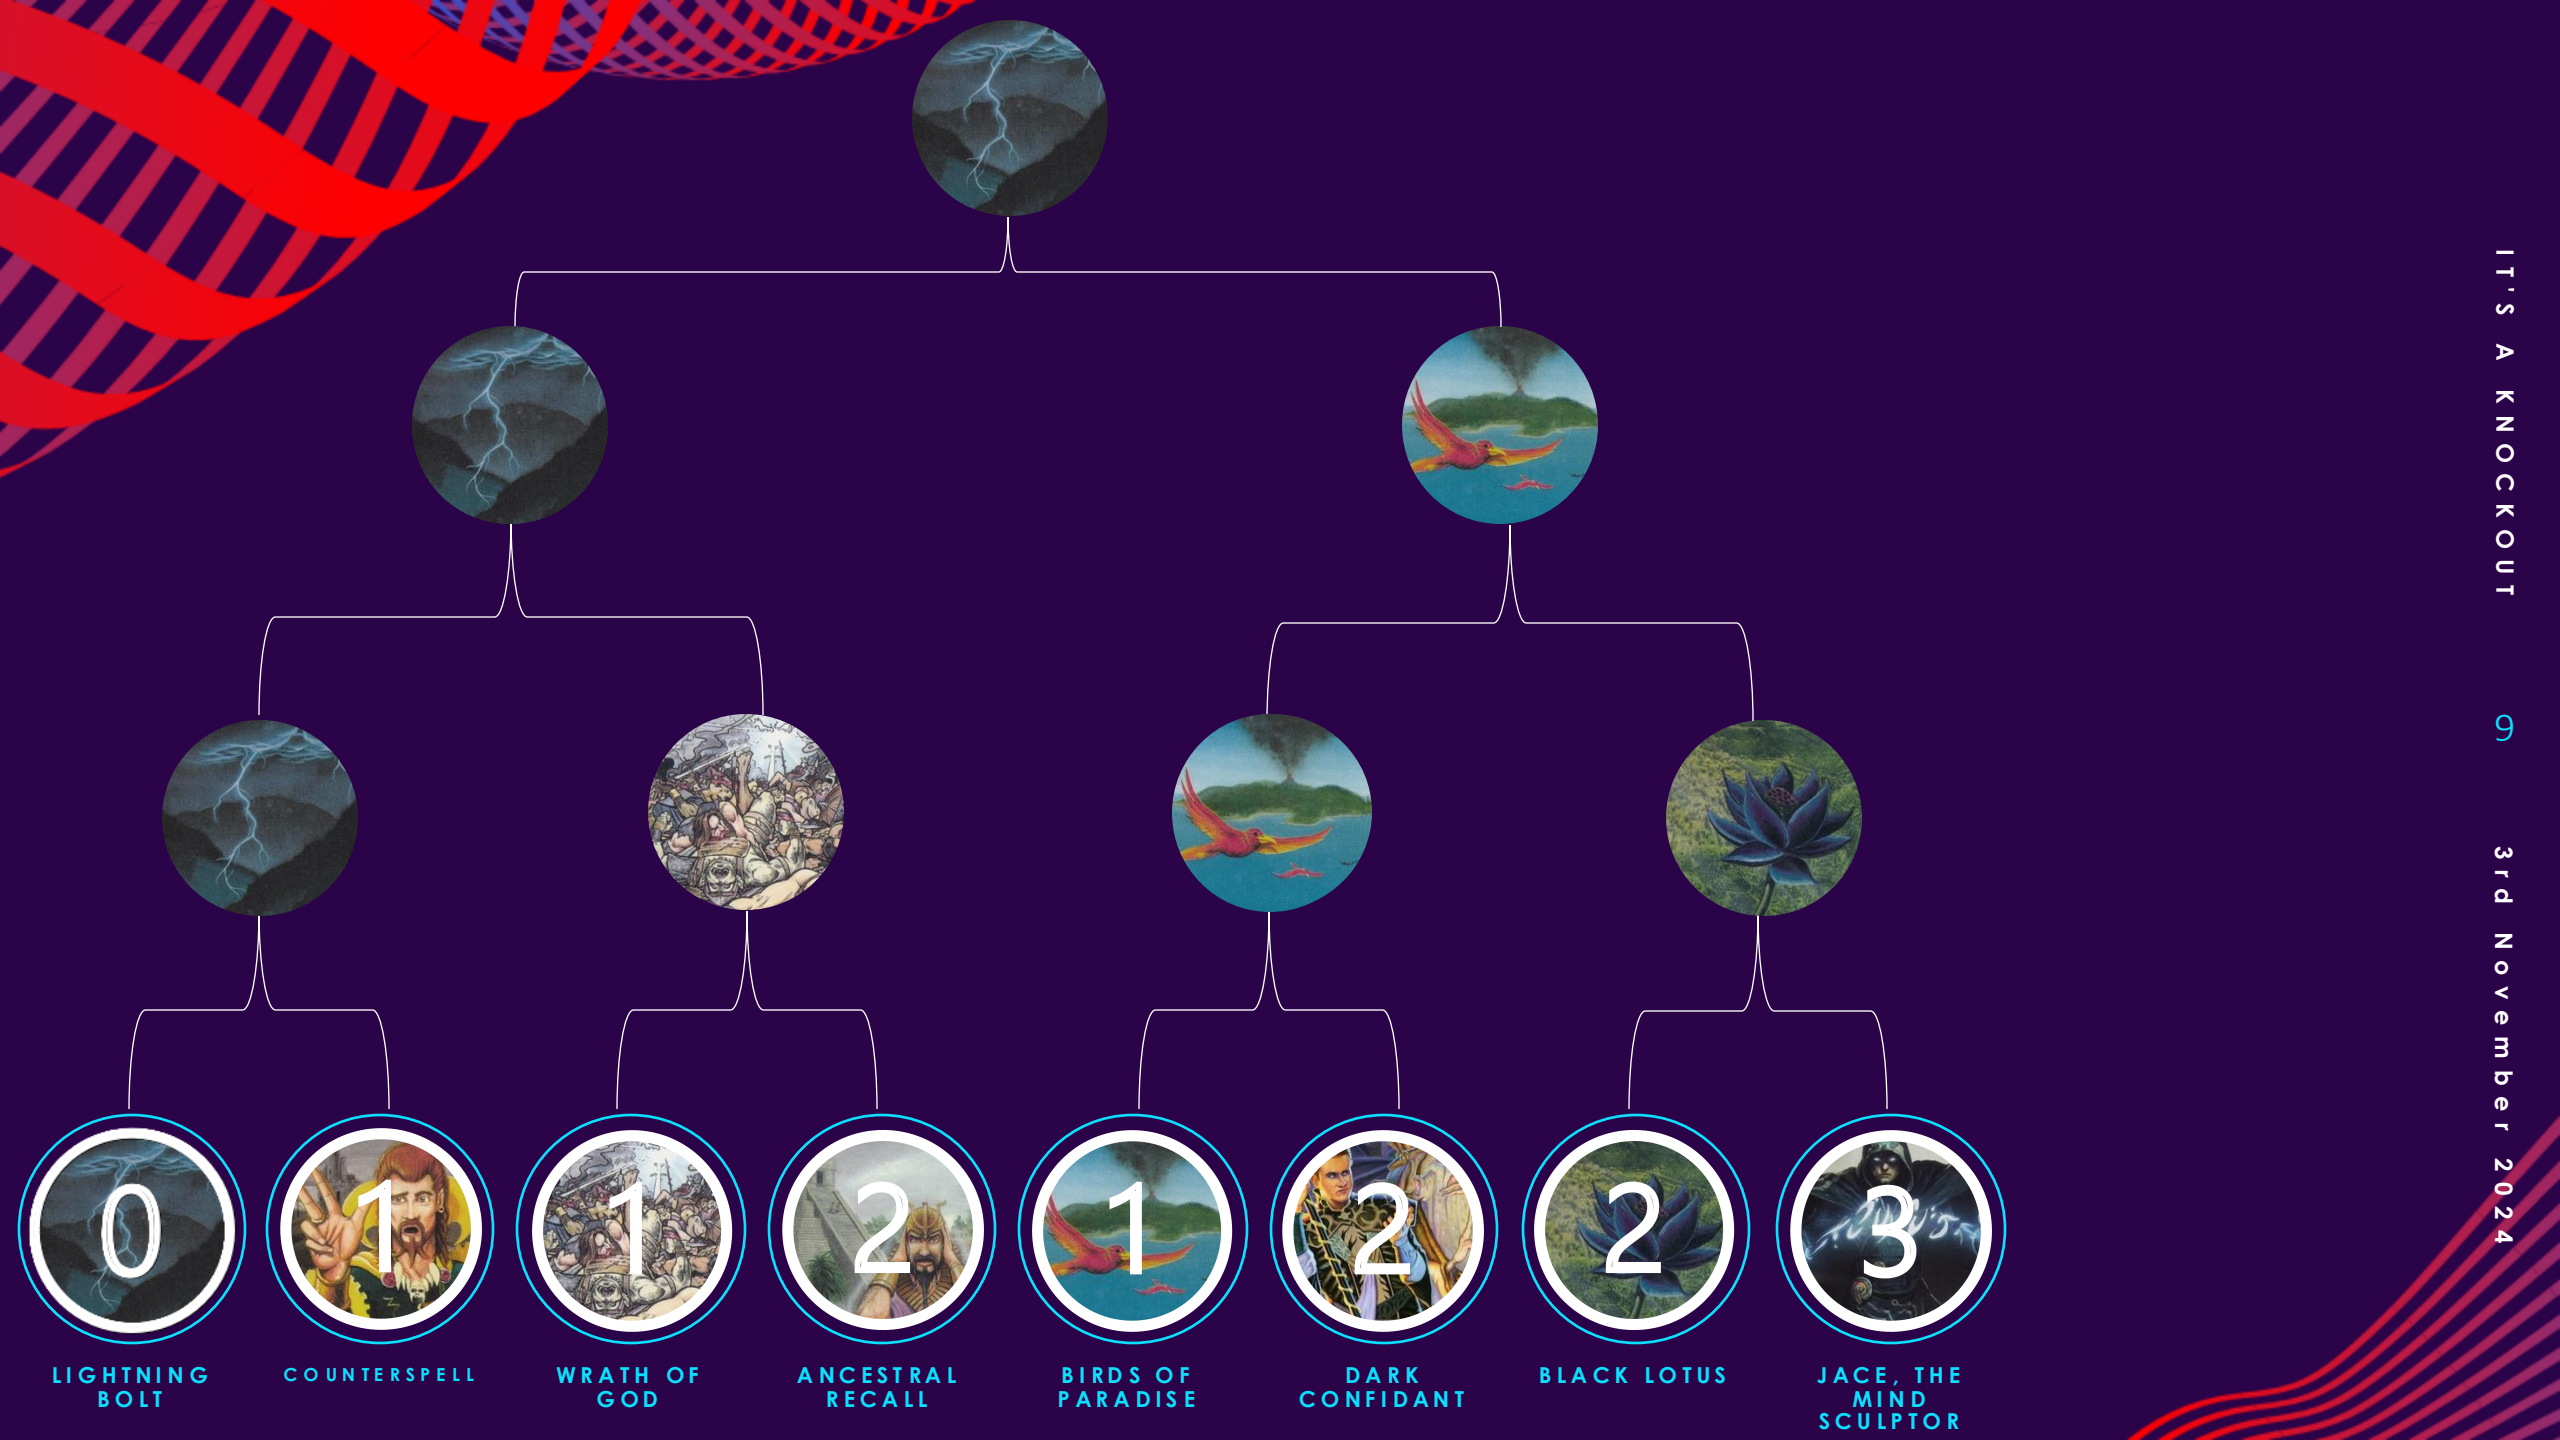 0
1
1
2
1
2
2
3
LIGHTNING
BOLT
COUNTERSPELL
WRATH OF
GOD
ANCESTRAL
RECALL
BIRDS OF
PARADISE
DARK
CONFIDANT
BLACK LOTUS
JACE, THE
MIND
SCULPTOR
IT'S A KNOCKOUT
9
3rd November 2024